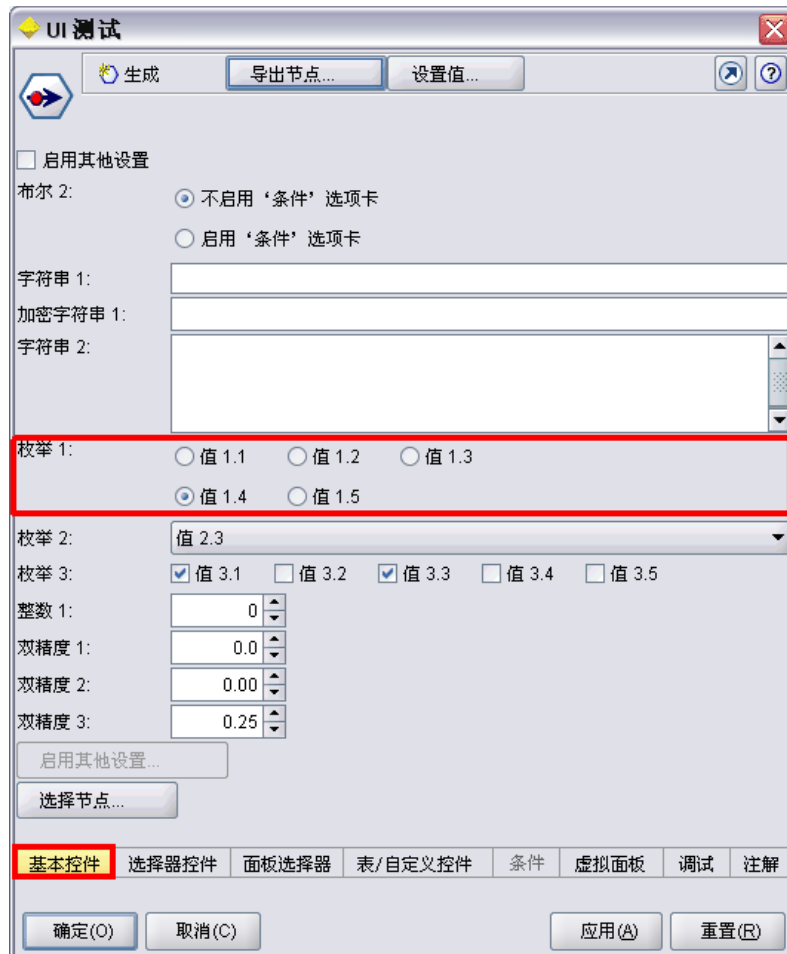 UI 测试
生成 导出节点... 设置值...
启用其他设置
布尔 2: 不启用‘条件’选项卡
启用‘条件’选项卡
字符串 1:
加密字符串 1:
字符串 2:
枚举 1: 值 1.1 值 1.2 值 1.3
值 1.4 值 1.5
枚举 2: 值 2.3
枚举 3: 值 3.1 值 3.2 值 3.3 值 3.4 值 3.5
整数 1: 0
双精度 1: 0.0
双精度 2: 0.00
双精度 3: 0.25
启用其他设置...
选择节点...
基本控件 选择器控件 面板选择器 表/自定义控件 条件 虚拟面板 调试 注解
确定(O) 取消(C) 应用(A) 重置(R)